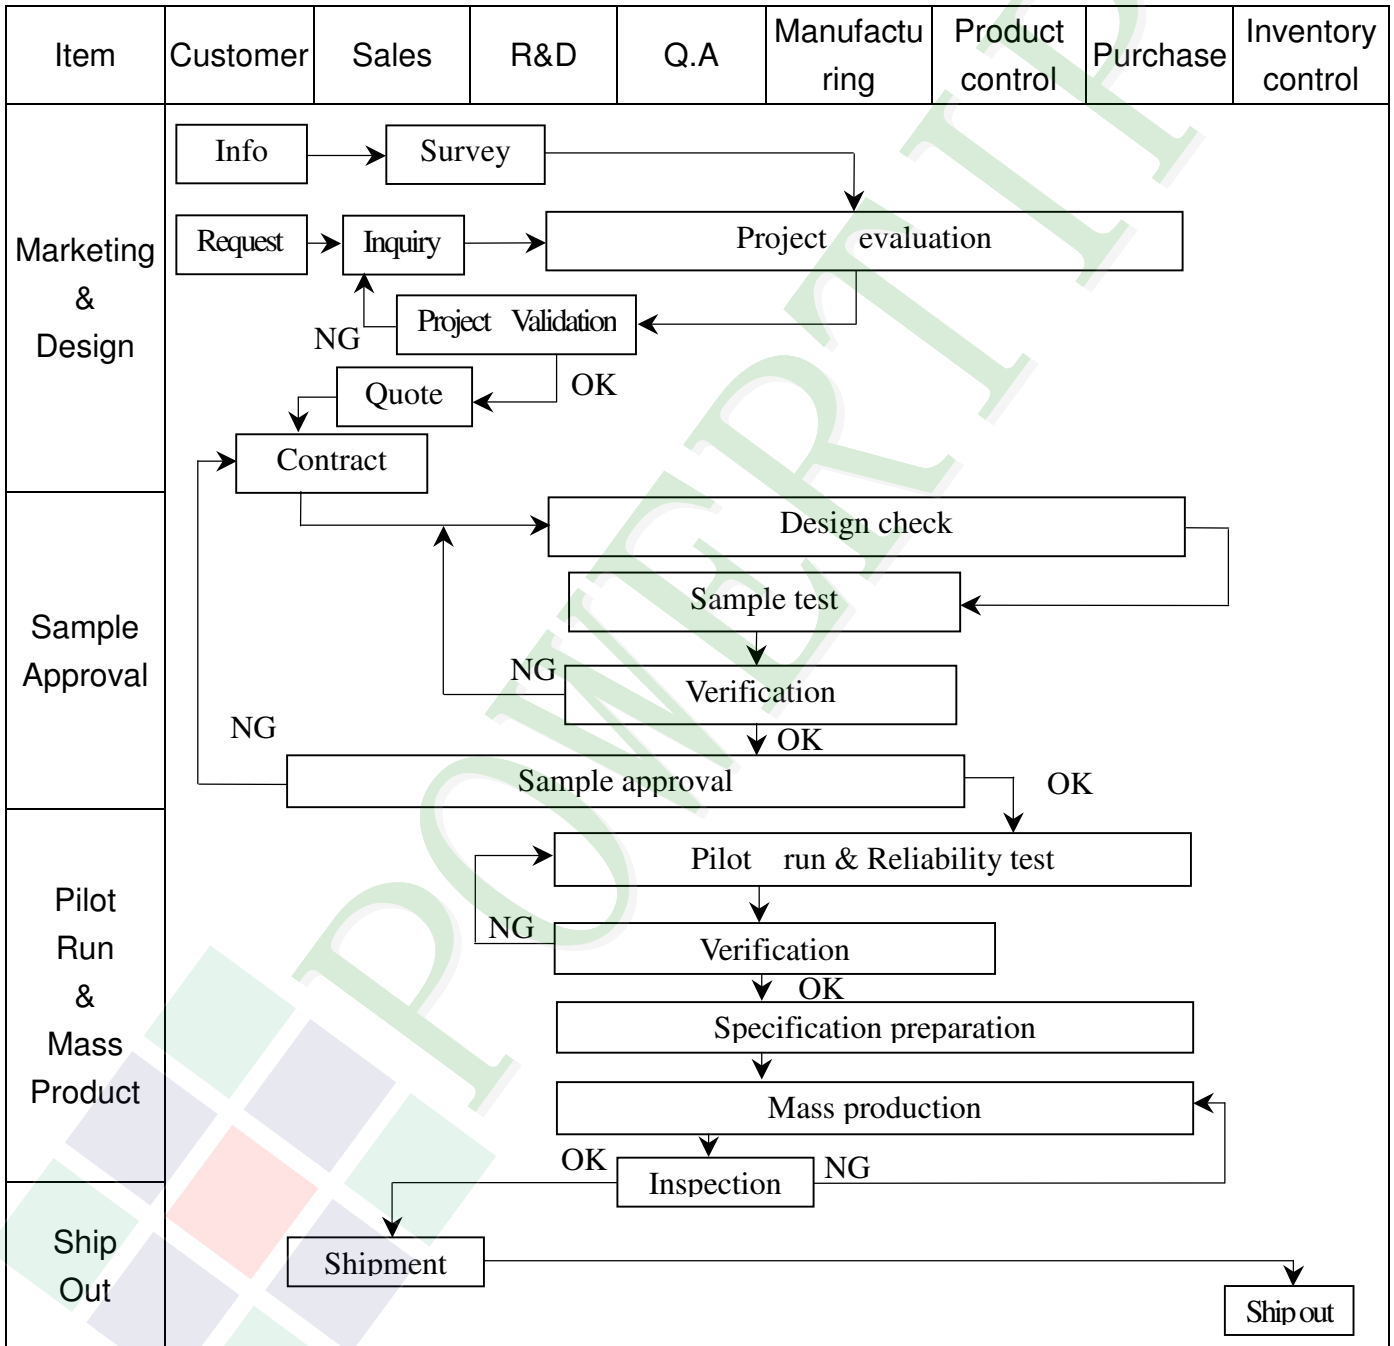 Item
Customer
Sales
R&D
Q.A
Manufactu
ring
Product
control
Purchase
Inventory
control
Marketing
&
Design
Info
Survey
Request
Inquiry
Project evaluation
NG
Project Validation
Quote
OK
Contract
Sample
Approval
Design check
Sample test
NG
Verification
NG
OK
Sample approval
OK
Pilot
Run
&
Mass
Product
Pilot run & Reliability test
NG
Verification
OK
Specification preparation
Mass production
OK
Inspection
NG
Ship
Out
Shipment
Ship out
POWERTIP